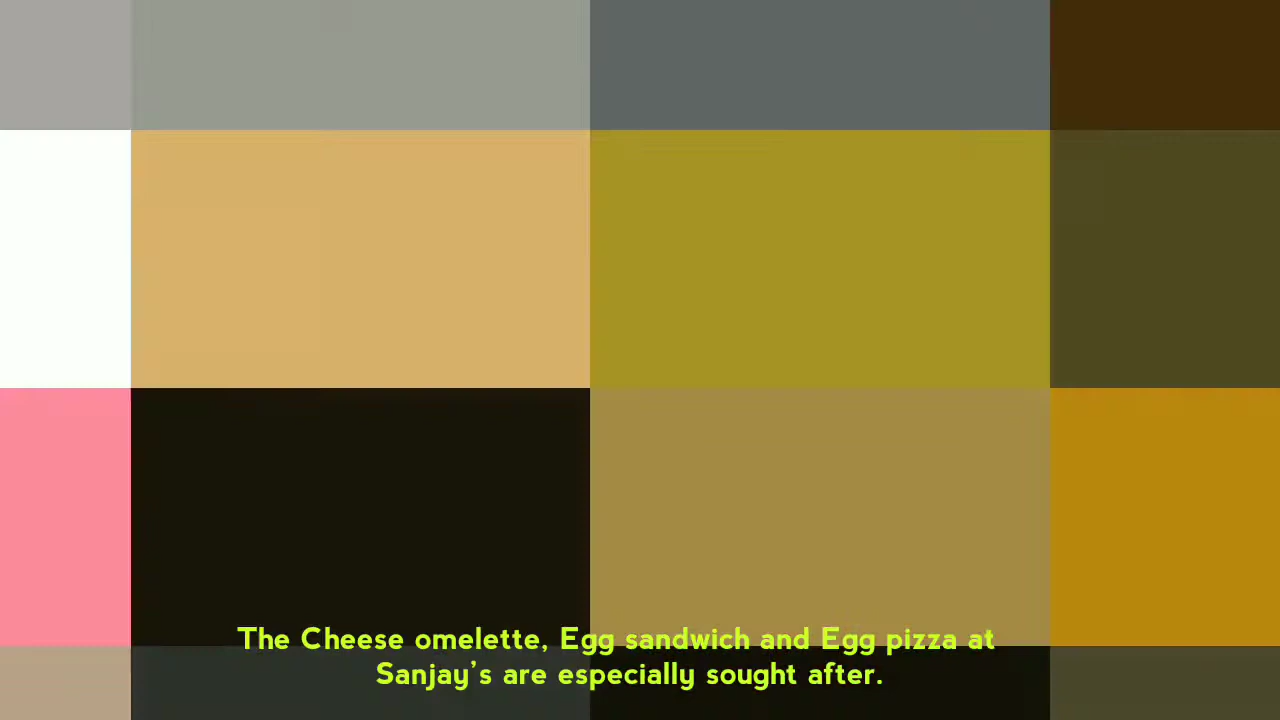 The Cheese omelette, Egg sandwich and Egg pizza at
Sanjay's are especially sought after.